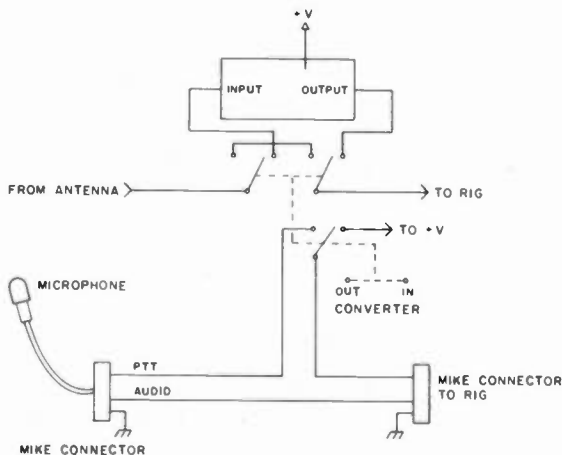 + V
INPUT OUTPUT
FROM ANTENNA
TO RIG
TO +V
OUT IN
CONVERTER
MICROPHONE
PTT
AUDIO
MIKE CONNECTOR
TO RIG
MIKE CONNECTOR